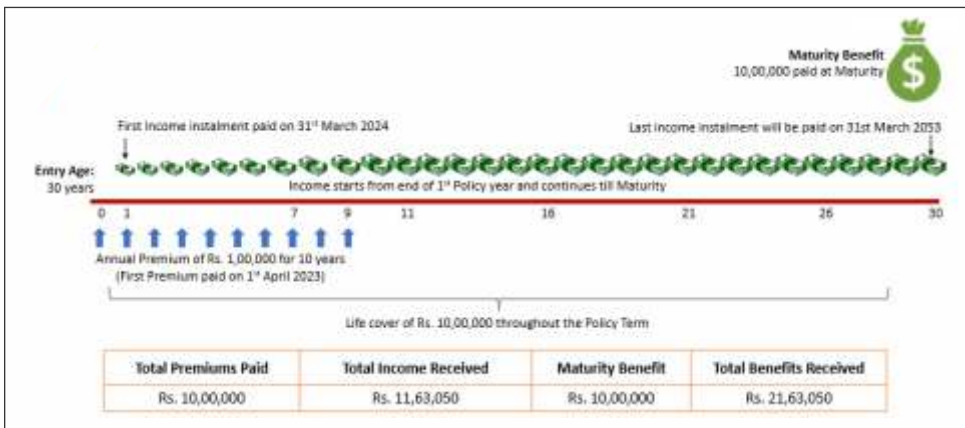 Maturity Benefit
10,00,000 paid at Maturity
$
First Income instalment paid on 31st March 2024
Last income instalment will be paid on 31st March 2053
Entry Age:
30 years
Income starts from end of 1st Policy year and continues till Maturity
0 1 7 9 11 16 21 26 30
Annual Premium of Rs. 1,00,000 for 10 years
(First Premium paid on 1st April 2023)
Life cover of Rs. 10,00,000 throughout the Policy Term
Total Premiums Paid Total Income Received Maturity Benefit Total Benefits Received
Rs. 10,00,000 Rs. 11,63,050 Rs. 10,00,000 Rs. 21,63,050